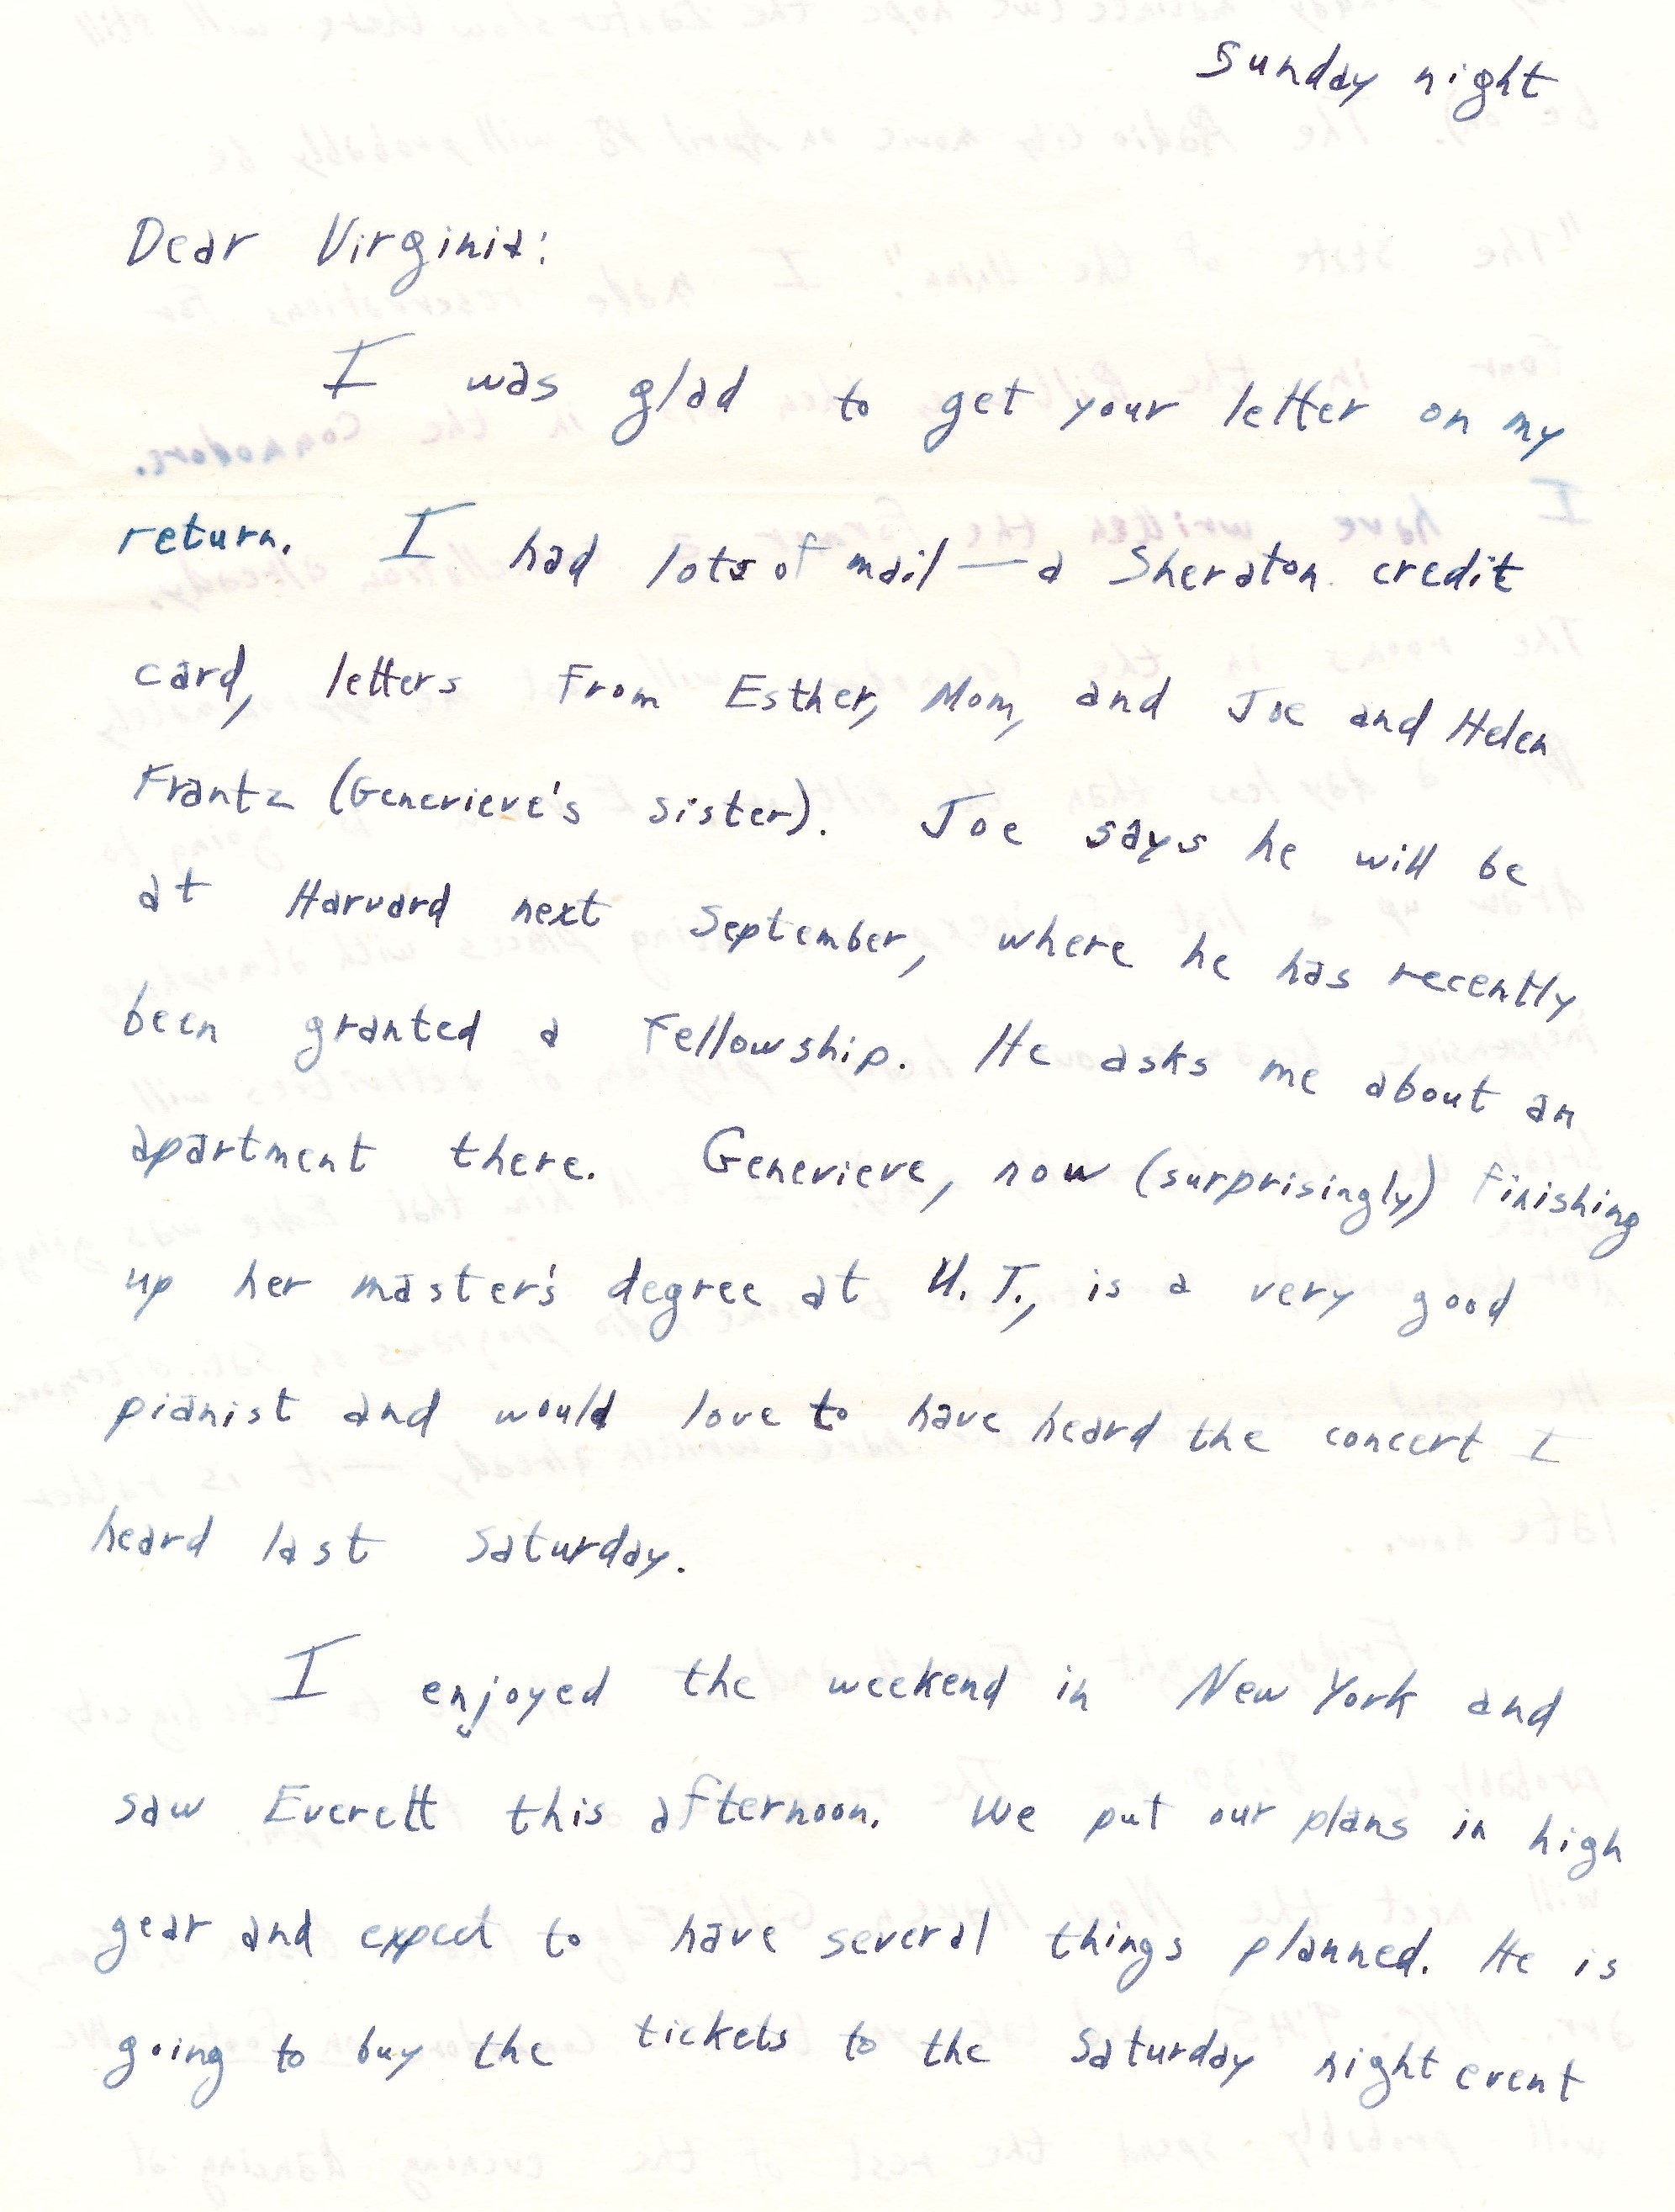 Sunday night
Dear Virginia:
I was glad to get your letter on my
return. I had lots of mail — a Sheraton credit
card, letters from Esther, Mom, and Joe and Helen
Frantz (Genevieve's sister). Joe says he will be
at Harvard next September, where he has recently
been granted a fellowship. He asks me about an
apartment there. Genevieve, now (surprisingly) finishing
up her master's degree at U. T., is a very good
pianist and would love to have heard the concert I
heard last Saturday.
I enjoyed the weekend in New York and
saw Everett this afternoon. We put our plans in high
gear and expect to have several things planned. He is
going to buy the tickets to the Saturday night event